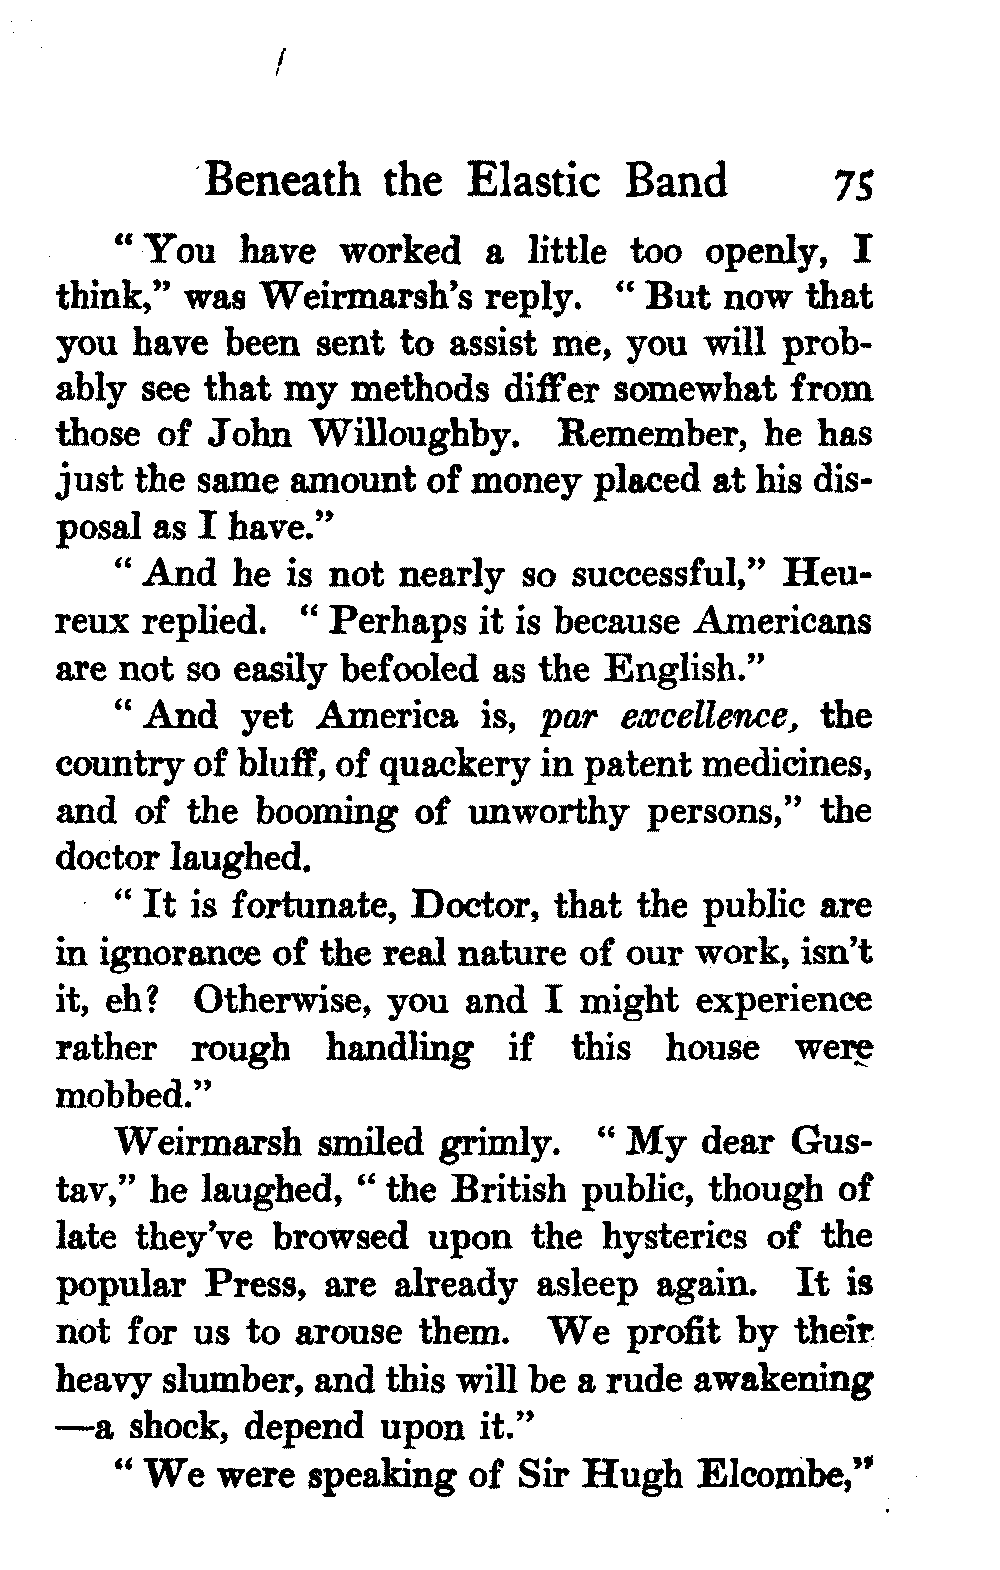 Beneath the Elastic Band 75
“You have worked a little too openly, I
think,” was Weirmarsh’s reply. “But now that
you have been sent to assist me, you will prob-
ably see that my methods differ somewhat from
those of John Willoughby. Remember, he has
just the same amount of money placed at his dis-
posal as I have.”
“And he is not nearly so successful,” Heu-
reux replied. “Perhaps it is because Americans
are not so easily befooled as the English.”
“And yet America is, par excellence, the
country of bluff, of quackery in patent medicines,
and of the booming of unworthy persons,” the
doctor laughed.
“It is fortunate, Doctor, that the public are
in ignorance of the real nature of our work, isn’t
it, eh? Otherwise, you and I might experience
rather rough handling if this house were
mobbed.”
Weirmarsh smiled grimly. “My dear Gus-
tav,” he laughed, “the British public, though of
late they’ve browsed upon the hysterics of the
popular Press, are already asleep again. It is
not for us to arouse them. We profit by their
heavy slumber, and this will be a rude awakening
—a shock, depend upon it.”
“We were speaking of Sir Hugh Elcombe,”